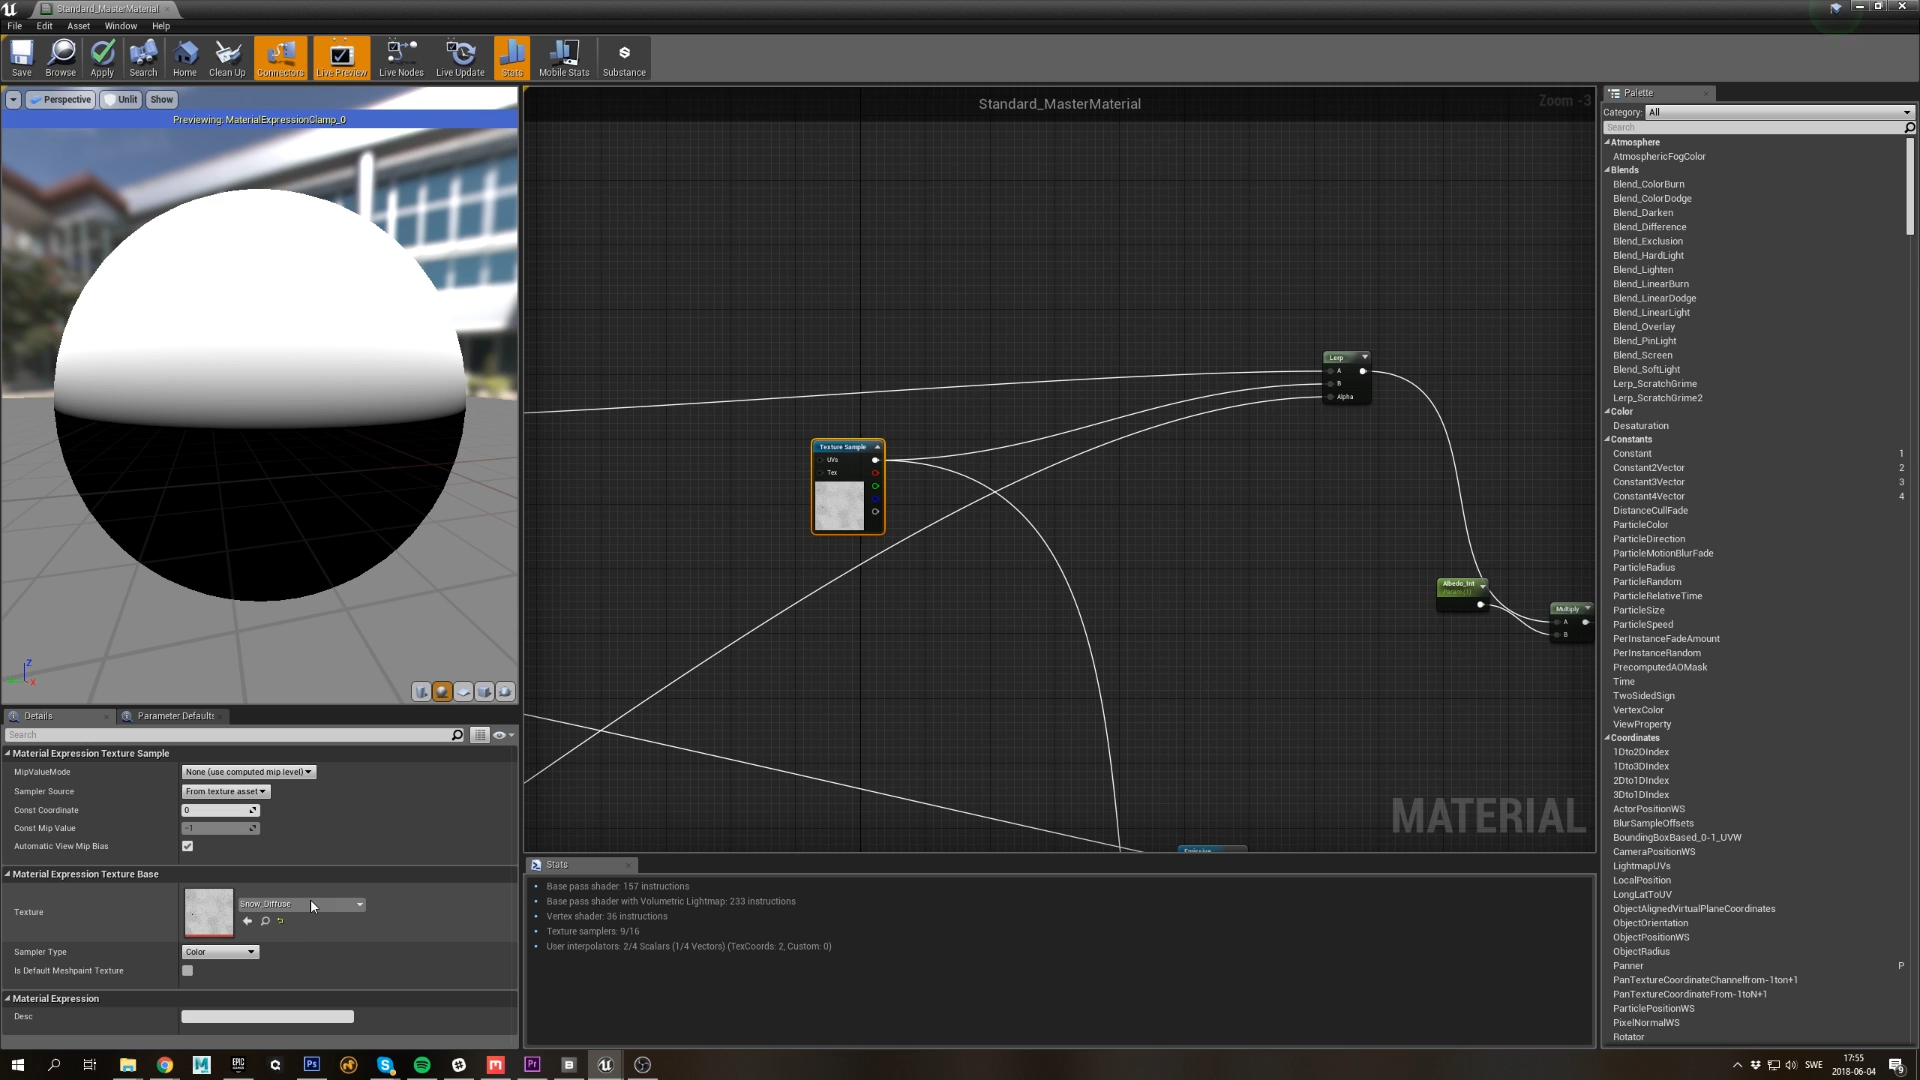 Standard_MasterMaterial
File Edit Asset Window Help
Save Browse Apply Search Home Clean Up Connectors Live Preview Live Nodes Live Update Stats Mobile Stats Substance
Perspective Unlit Show
Previewing: MaterialExpressionClamp_0
Z
X
Standard_MasterMaterial
Zoom -3
Lerp
A
B
Alpha
Texture Sample
UVs
Tex
Albedo_Int
Param (1)
Multiply
A
B
Emissive
MATERIAL
Details Parameter Defaults
Search
Material Expression Texture Sample
MipValueMode None (use computed mip level)
Sampler Source From texture asset
Const Coordinate 0
Const Mip Value -1
Automatic View Mip Bias
Material Expression Texture Base
Texture Snow_Diffuse
Sampler Type Color
Is Default Meshpaint Texture
Material Expression
Desc
Stats
Base pass shader: 157 instructions
Base pass shader with Volumetric Lightmap: 233 instructions
Vertex shader: 36 instructions
Texture samplers: 9/16
User interpolators: 2/4 Scalars (1/4 Vectors) (TexCoords: 2, Custom: 0)
Palette
Category: All
Search
Atmosphere
AtmosphericFogColor
Blends
Blend_ColorBurn
Blend_ColorDodge
Blend_Darken
Blend_Difference
Blend_Exclusion
Blend_HardLight
Blend_Lighten
Blend_LinearBurn
Blend_LinearDodge
Blend_LinearLight
Blend_Overlay
Blend_PinLight
Blend_Screen
Blend_SoftLight
Lerp_ScratchGrime
Lerp_ScratchGrime2
Color
Desaturation
Constants
Constant 1
Constant2Vector 2
Constant3Vector 3
Constant4Vector 4
DistanceCullFade
ParticleColor
ParticleDirection
ParticleMotionBlurFade
ParticleRadius
ParticleRandom
ParticleRelativeTime
ParticleSize
ParticleSpeed
PerInstanceFadeAmount
PerInstanceRandom
PrecomputedAOMask
Time
TwoSidedSign
VertexColor
ViewProperty
Coordinates
1Dto2DIndex
1Dto3DIndex
2Dto1DIndex
3Dto1DIndex
ActorPositionWS
BlurSampleOffsets
BoundingBoxBased_0-1_UVW
CameraPositionWS
LightmapUVs
LocalPosition
LongLatToUV
ObjectAlignedVirtualPlaneCoordinates
ObjectOrientation
ObjectPositionWS
ObjectRadius
Panner P
PanTextureCoordinateChannelfrom-1ton+1
PanTextureCoordinateFrom-1toN+1
ParticlePositionWS
PixelNormalWS
Rotator
SWE
17:55
2018-06-04